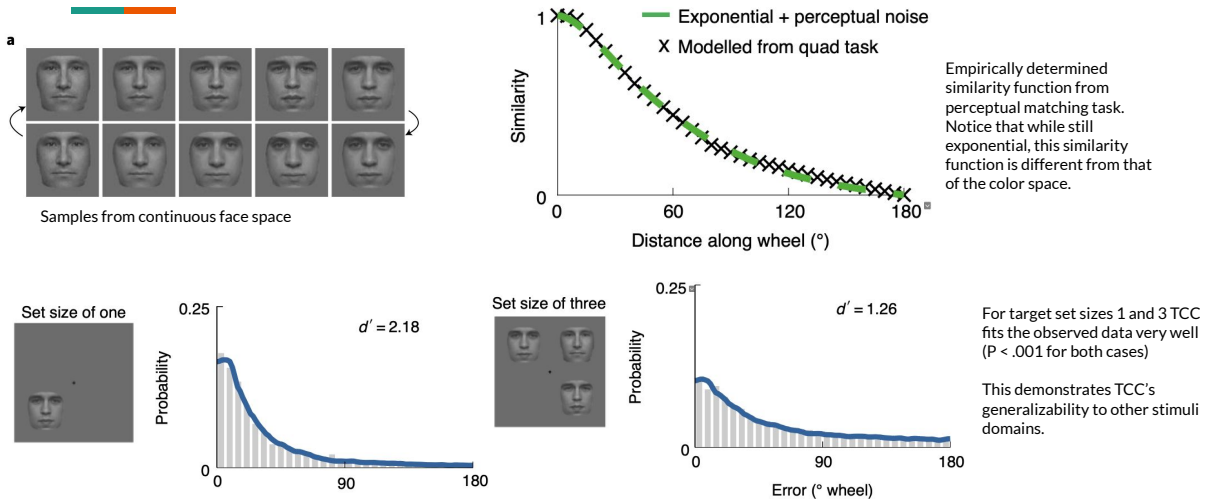 a
Samples from continuous face space
1
Exponential + perceptual noise
x Modelled from quad task
Similarity
0
0
60
120
180
Distance along wheel (°)
Empirically determined
similarity function from
perceptual matching task.
Notice that while still
exponential, this similarity
function is different from that
of the color space.
Set size of one
0.25
d′ = 2.18
Probability
0
90
180
Set size of three
0.25
d′ = 1.26
Probability
0
0
90
180
Error (° wheel)
For target set sizes 1 and 3 TCC
fits the observed data very well
(P < .001 for both cases)
This demonstrates TCC's
generalizability to other stimuli
domains.